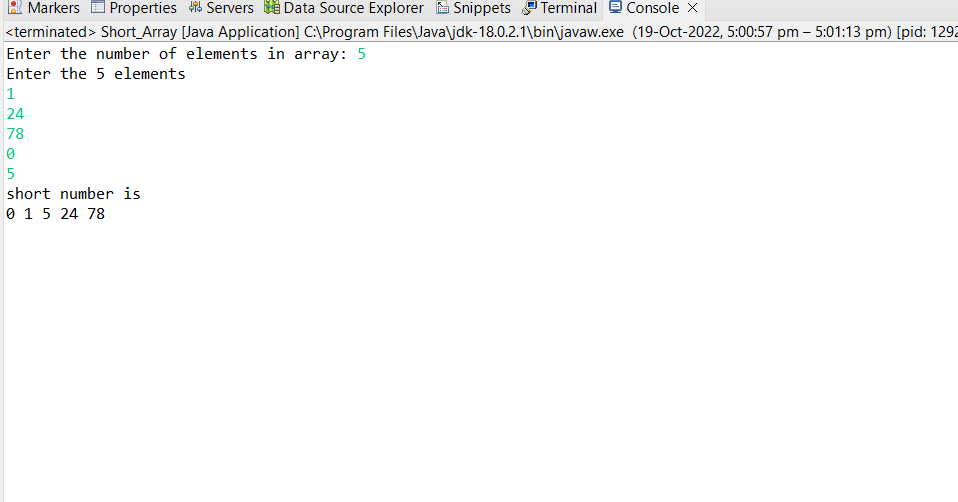 Markers Properties Servers Data Source Explorer Snippets Terminal Console
<terminated> Short_Array [Java Application] C:\Program Files\Java\jdk-18.0.2.1\bin\javaw.exe (19-Oct-2022, 5:00:57 pm – 5:01:13 pm) [pid: 1292
Enter the number of elements in array: 5
Enter the 5 elements
1
24
78
0
5
short number is
0 1 5 24 78